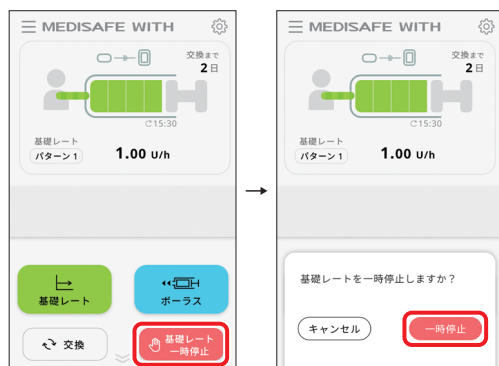 MEDISAFE WITH
交換まで
2日
15:30
基礎レート
パターン 1
1.00 U/h
基礎レート
ボーラス
交換
基礎レート
一時停止
MEDISAFE WITH
交換まで
2日
15:30
基礎レート
パターン 1
1.00 U/h
基礎レートを一時停止しますか？
キャンセル
一時停止